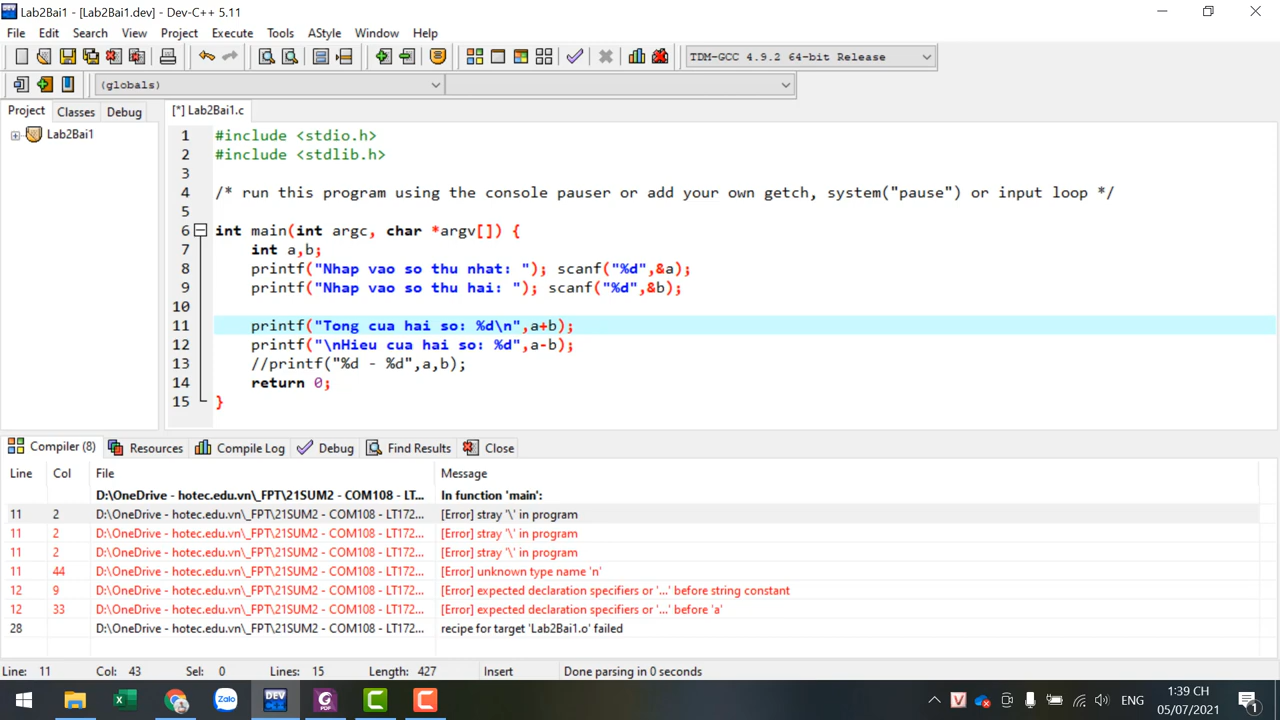 Lab2Bai1 - [Lab2Bai1.dev] - Dev-C++ 5.11
File Edit Search View Project Execute Tools AStyle Window Help
TDM-GCC 4.9.2 64-bit Release
(globals)
Project Classes Debug
[*] Lab2Bai1.c
Lab2Bai1
1 #include <stdio.h>
2 #include <stdlib.h>
3
4 /* run this program using the console pauser or add your own getch, system("pause") or input loop */
5
6 int main(int argc, char *argv[]) {
7 int a,b;
8 printf("Nhap vao so thu nhat: "); scanf("%d",&a);
9 printf("Nhap vao so thu hai: "); scanf("%d",&b);
10
11 printf("Tong cua hai so: %d\n",a+b);
12 printf("\nHieu cua hai so: %d",a-b);
13 //printf("%d - %d",a,b);
14 return 0;
15 }
Compiler (8) Resources Compile Log Debug Find Results Close
Line Col File Message
D:\OneDrive - hotec.edu.vn\_FPT\21SUM2 - COM108 - LT... In function 'main':
11 2 D:\OneDrive - hotec.edu.vn\_FPT\21SUM2 - COM108 - LT172... [Error] stray '\' in program
11 2 D:\OneDrive - hotec.edu.vn\_FPT\21SUM2 - COM108 - LT172... [Error] stray '\' in program
11 2 D:\OneDrive - hotec.edu.vn\_FPT\21SUM2 - COM108 - LT172... [Error] stray '\' in program
11 44 D:\OneDrive - hotec.edu.vn\_FPT\21SUM2 - COM108 - LT172... [Error] unknown type name 'n'
12 9 D:\OneDrive - hotec.edu.vn\_FPT\21SUM2 - COM108 - LT172... [Error] expected declaration specifiers or '...' before string constant
12 33 D:\OneDrive - hotec.edu.vn\_FPT\21SUM2 - COM108 - LT172... [Error] expected declaration specifiers or '...' before 'a'
28 D:\OneDrive - hotec.edu.vn\_FPT\21SUM2 - COM108 - LT172... recipe for target 'Lab2Bai1.o' failed
Line: 11 Col: 43 Sel: 0 Lines: 15 Length: 427 Insert Done parsing in 0 seconds
Zalo DEV PDF C C V ENG 1:39 CH
05/07/2021 1